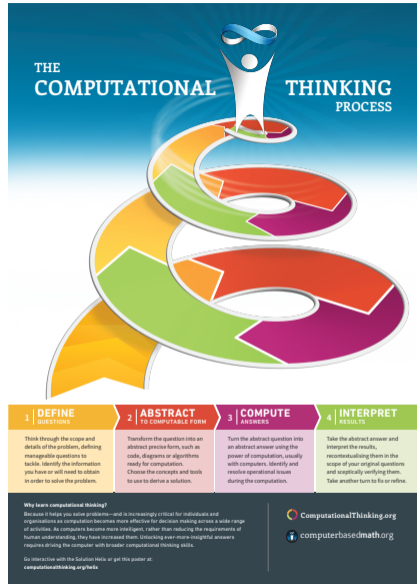 THE
COMPUTATIONAL THINKING
PROCESS
1 DEFINE
QUESTIONS
Think through the scope and
details of the problem, defining
manageable questions to
tackle. Identify the information
you have or will need to obtain
in order to solve the problem.
2 ABSTRACT
TO COMPUTABLE FORM
Transform the question into an
abstract precise form, such as
code, diagrams or algorithms
ready for computation.
Choose the concepts and tools
to use to derive a solution.
3 COMPUTE
ANSWERS
Turn the abstract question into
an abstract answer using the
power of computation, usually
with computers. Identify and
resolve operational issues
during the computation.
4 INTERPRET
RESULTS
Take the abstract answer and
interpret the results,
recontextualising them in the
scope of your original questions
and sceptically verifying them.
Take another turn to fix or refine.
Why learn computational thinking?
Because it helps you solve problems—and is increasingly critical for individuals and
organisations as computation becomes more effective for decision making across a wide range
of activities. As computers become more intelligent, rather than reducing the requirements of
human understanding, they have increased them. Unlocking ever-more-insightful answers
requires driving the computer with broader computational thinking skills.
Go interactive with the Solution Helix or get this poster at:
computationalthinking.org/helix
ComputationalThinking.org
computerbasedmath.org